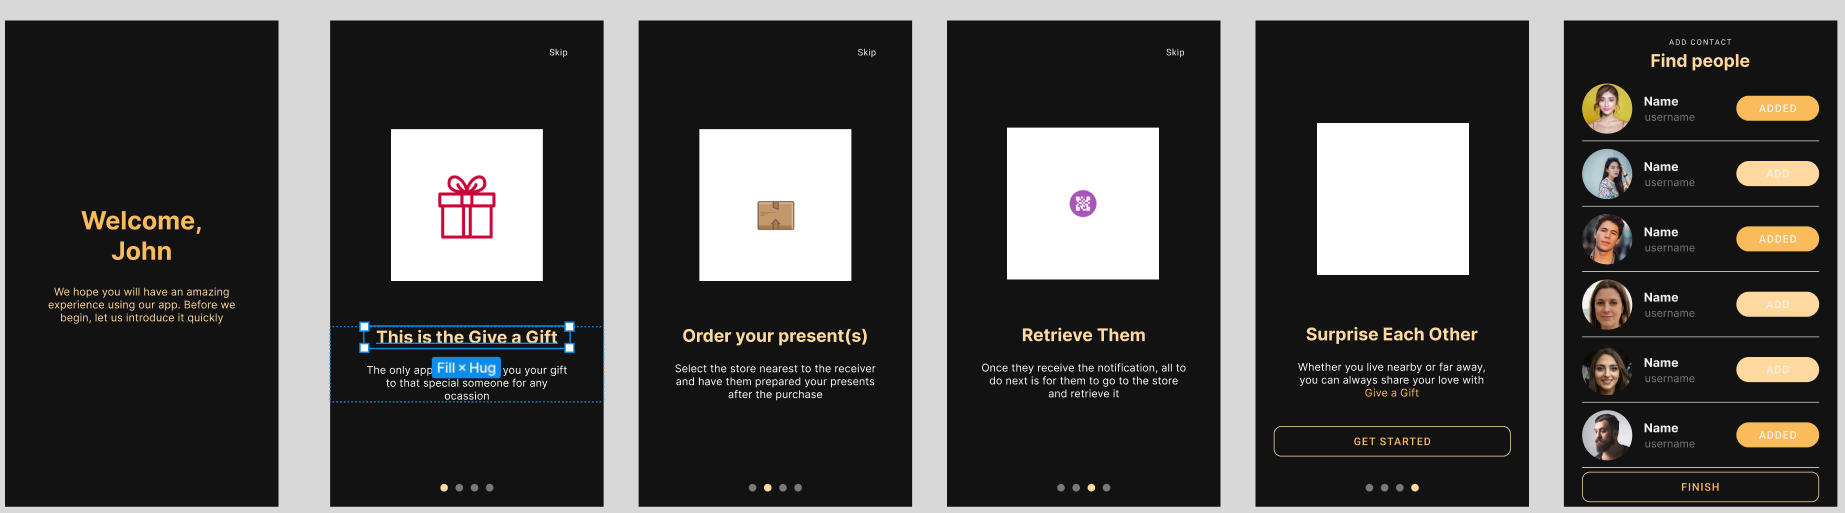 Welcome,
John
We hope you will have an amazing
experience using our app. Before we
begin, let us introduce it quickly
Skip
This is the Give a Gift
The only app
Fill × Hug
you your gift
to that special someone for any
ocassion
Skip
Order your present(s)
Select the store nearest to the receiver
and have them prepared your presents
after the purchase
Skip
Retrieve Them
Once they receive the notification, all to
do next is for them to go to the store
and retrieve it
Surprise Each Other
Whether you live nearby or far away,
you can always share your love with
Give a Gift
GET STARTED
ADD CONTACT
Find people
Name
username
ADDED
Name
username
ADD
Name
username
ADDED
Name
username
ADD
Name
username
ADD
Name
username
ADDED
FINISH